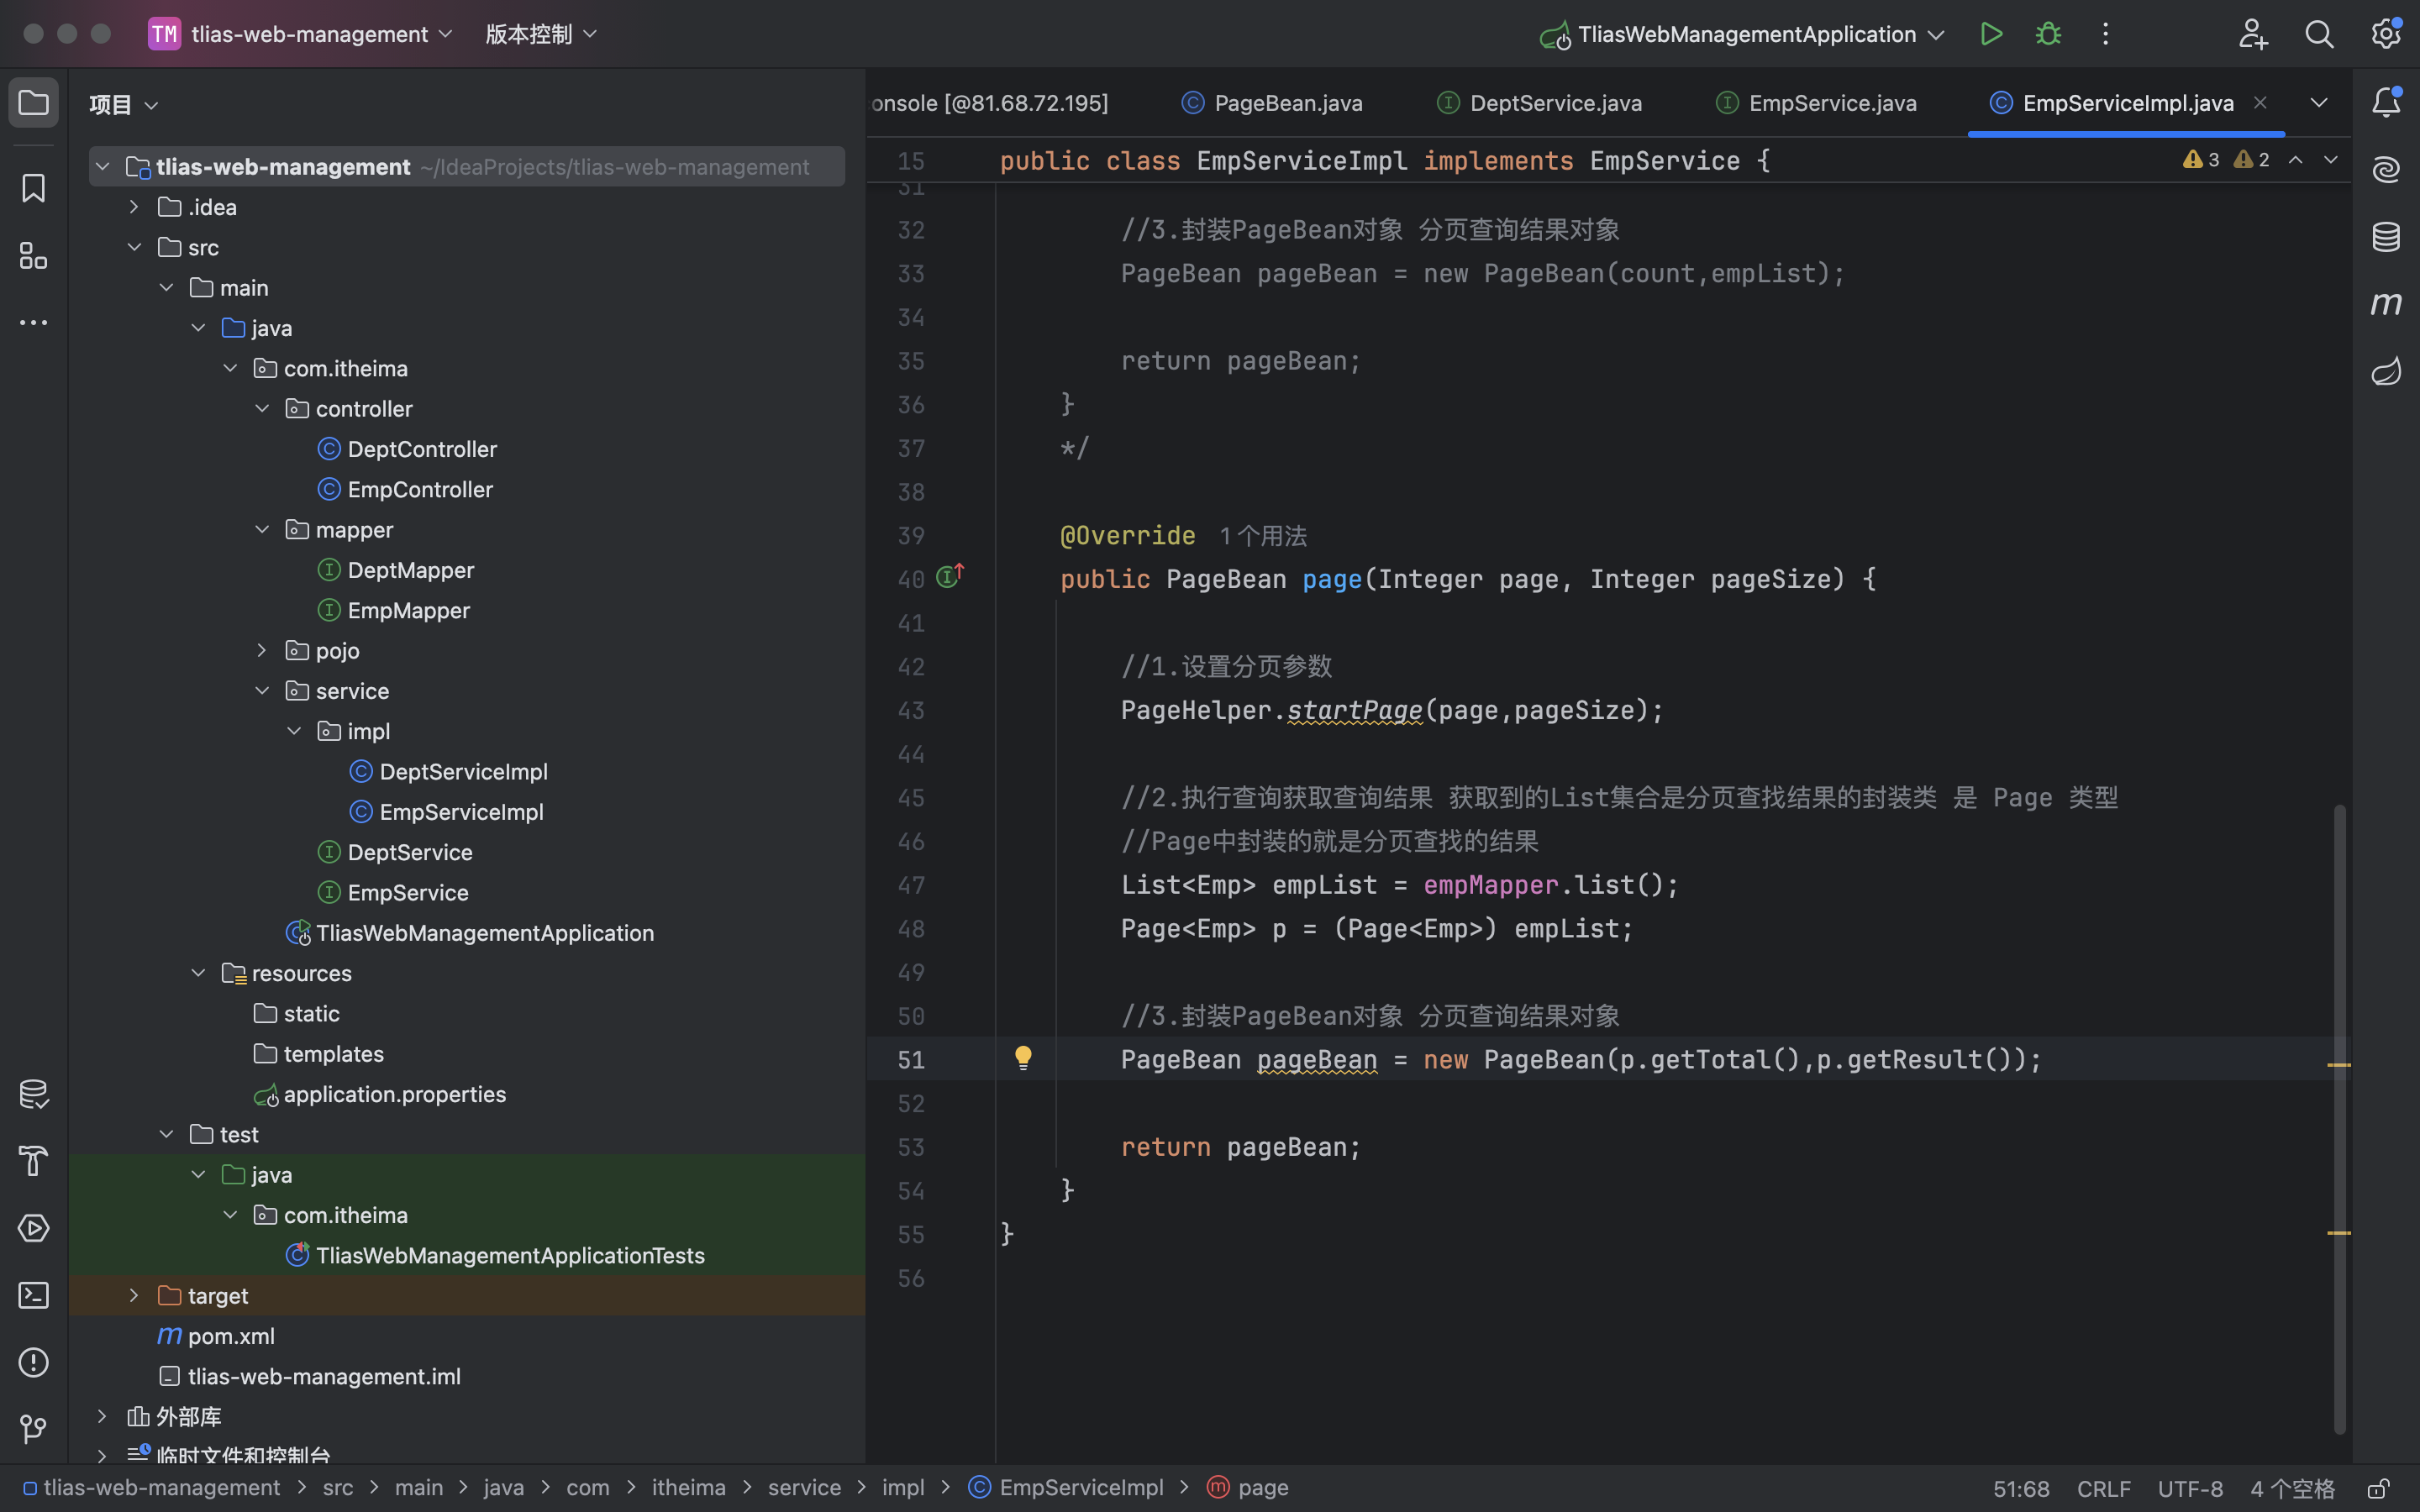 TM tlias-web-management 版本控制 TliasWebManagementApplication
项目
onsole [@81.68.72.195] PageBean.java DeptService.java EmpService.java EmpServiceImpl.java
tlias-web-management ~/IdeaProjects/tlias-web-management
.idea
src
main
java
com.itheima
controller
DeptController
EmpController
mapper
DeptMapper
EmpMapper
pojo
service
impl
DeptServiceImpl
EmpServiceImpl
DeptService
EmpService
TliasWebManagementApplication
resources
static
templates
application.properties
test
java
com.itheima
TliasWebManagementApplicationTests
target
pom.xml
tlias-web-management.iml
外部库
临时文件和控制台
15 public class EmpServiceImpl implements EmpService { 3 2
31
32 //3.封装PageBean对象 分页查询结果对象
33 PageBean pageBean = new PageBean(count,empList);
34
35 return pageBean;
36 }
37 */
38
39 @Override 1个用法
40 public PageBean page(Integer page, Integer pageSize) {
41
42 //1.设置分页参数
43 PageHelper.startPage(page,pageSize);
44
45 //2.执行查询获取查询结果 获取到的List集合是分页查找结果的封装类 是 Page 类型
46 //Page中封装的就是分页查找的结果
47 List<Emp> empList = empMapper.list();
48 Page<Emp> p = (Page<Emp>) empList;
49
50 //3.封装PageBean对象 分页查询结果对象
51 PageBean pageBean = new PageBean(p.getTotal(),p.getResult());
52
53 return pageBean;
54 }
55 }
56
tlias-web-management > src > main > java > com > itheima > service > impl > EmpServiceImpl > page 51:68 CRLF UTF-8 4 个空格